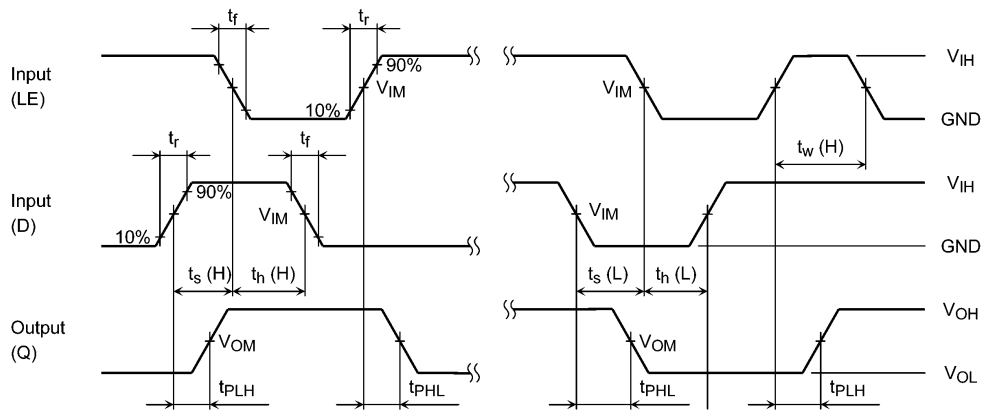 tf
tr
Input
(LE)
90%
VIM
10%
VIM
VIH
GND
tw (H)
tr
tf
Input
(D)
90%
VIM
10%
VIM
VIH
GND
ts (H)
th (H)
ts (L)
th (L)
Output
(Q)
VOM
VOM
VOH
VOL
tPLH
tPHL
tPHL
tPLH